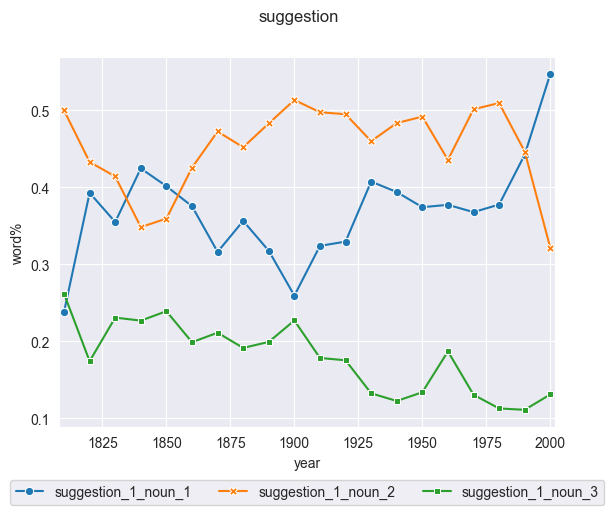 suggestion
word%
0.5
0.4
0.3
0.2
0.1
1825 1850 1875 1900 1925 1950 1975 2000
year
suggestion_1_noun_1 suggestion_1_noun_2 suggestion_1_noun_3